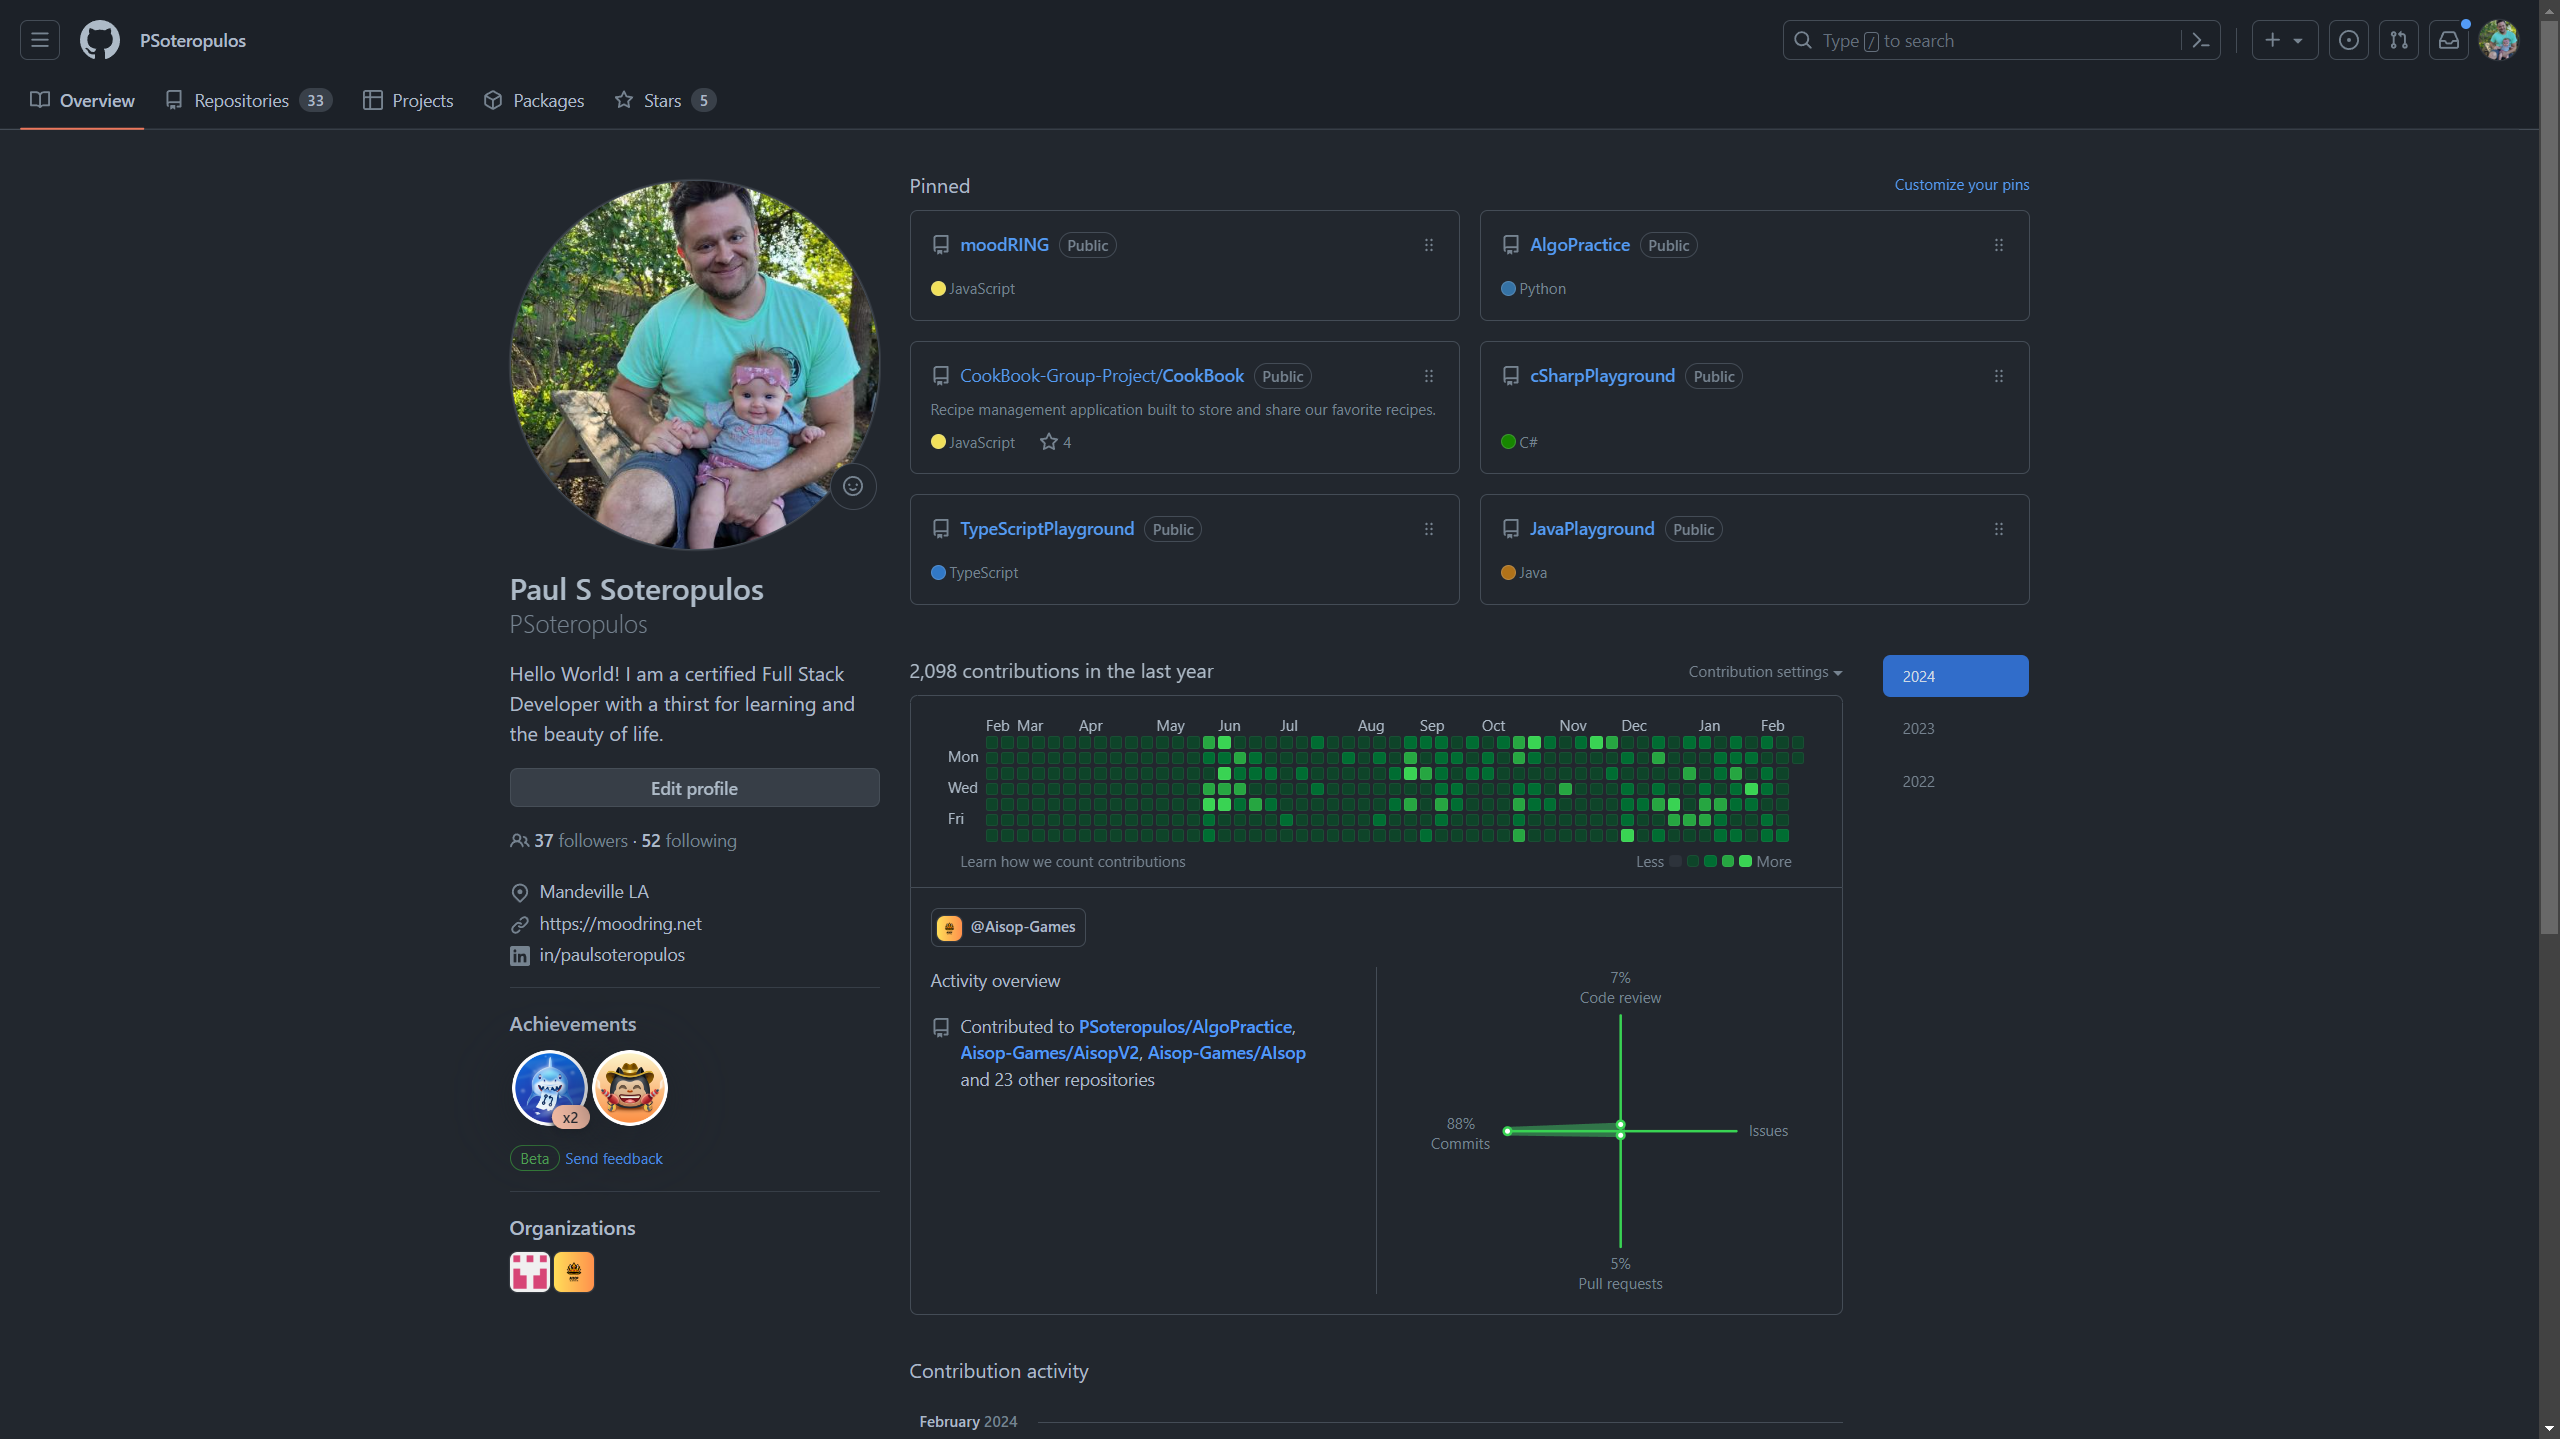 PSoteropulos
Type / to search
Overview
Repositories 33
Projects
Packages
Stars 5
Paul S Soteropulos
PSoteropulos
Hello World! I am a certified Full Stack
Developer with a thirst for learning and
the beauty of life.
Edit profile
37 followers · 52 following
Mandeville LA
https://moodring.net
in/paulsoteropulos
Achievements
x2
Beta Send feedback
Organizations
Pinned
Customize your pins
moodRING Public
JavaScript
AlgoPractice Public
Python
CookBook-Group-Project/CookBook Public
Recipe management application built to store and share our favorite recipes.
JavaScript 4
cSharpPlayground Public
C#
TypeScriptPlayground Public
TypeScript
JavaPlayground Public
Java
2,098 contributions in the last year
Contribution settings
2024
2023
2022
Feb Mar Apr May Jun Jul Aug Sep Oct Nov Dec Jan Feb
Mon
Wed
Fri
Learn how we count contributions
Less More
@Aisop-Games
Activity overview
Contributed to PSoteropulos/AlgoPractice,
Aisop-Games/AisopV2, Aisop-Games/AIsop
and 23 other repositories
7%
Code review
88%
Commits
Issues
5%
Pull requests
Contribution activity
February 2024